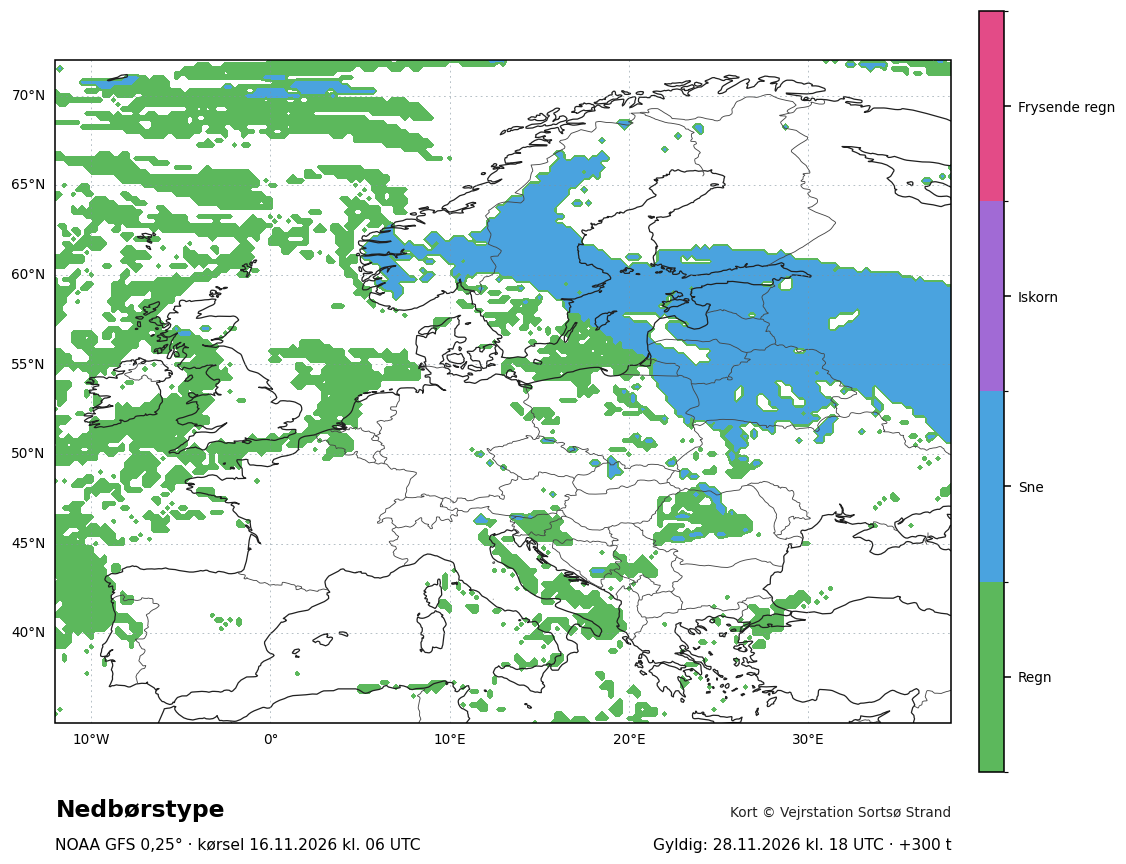 70°N
65°N
60°N
55°N
50°N
45°N
40°N
10°W
0°
10°E
20°E
30°E
Frysende regn
Iskorn
Sne
Regn
Nedbørstype
Kort © Vejrstation Sortsø Strand
NOAA GFS 0,25° · kørsel 16.11.2026 kl. 06 UTC
Gyldig: 28.11.2026 kl. 18 UTC · +300 t